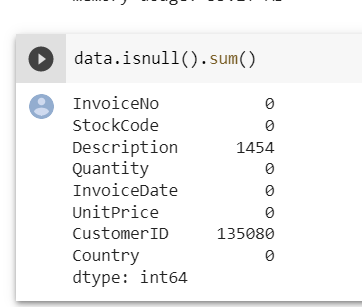 data.isnull().sum()
InvoiceNo 0
StockCode 0
Description 1454
Quantity 0
InvoiceDate 0
UnitPrice 0
CustomerID 135080
Country 0
dtype: int64